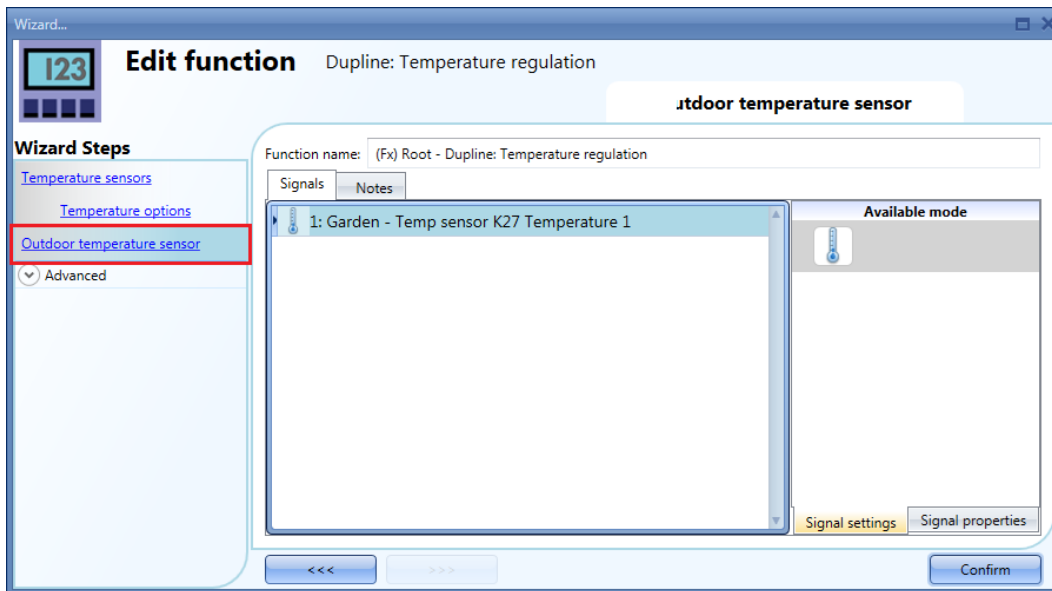 Wizard...
123
Edit function
Dupline: Temperature regulation
utdoor temperature sensor
Wizard Steps
Temperature sensors
Temperature options
Outdoor temperature sensor
Advanced
Function name: (Fx) Root - Dupline: Temperature regulation
Signals
Notes
1: Garden - Temp sensor K27 Temperature 1
Available mode
Signal settings
Signal properties
<<<
>>>
Confirm